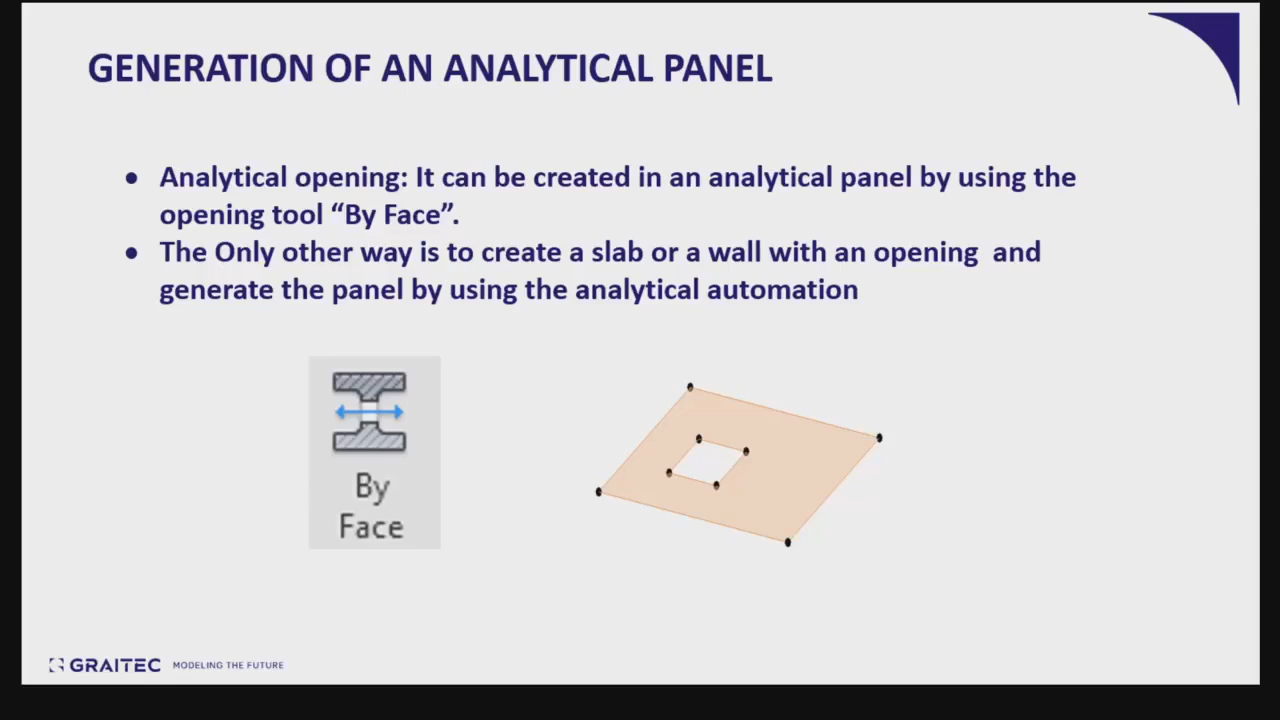 GENERATION OF AN ANALYTICAL PANEL
● Analytical opening: It can be created in an analytical panel by using the
opening tool “By Face”.
● The Only other way is to create a slab or a wall with an opening  and
generate the panel by using the analytical automation
By
Face
GRAITEC MODELING THE FUTURE